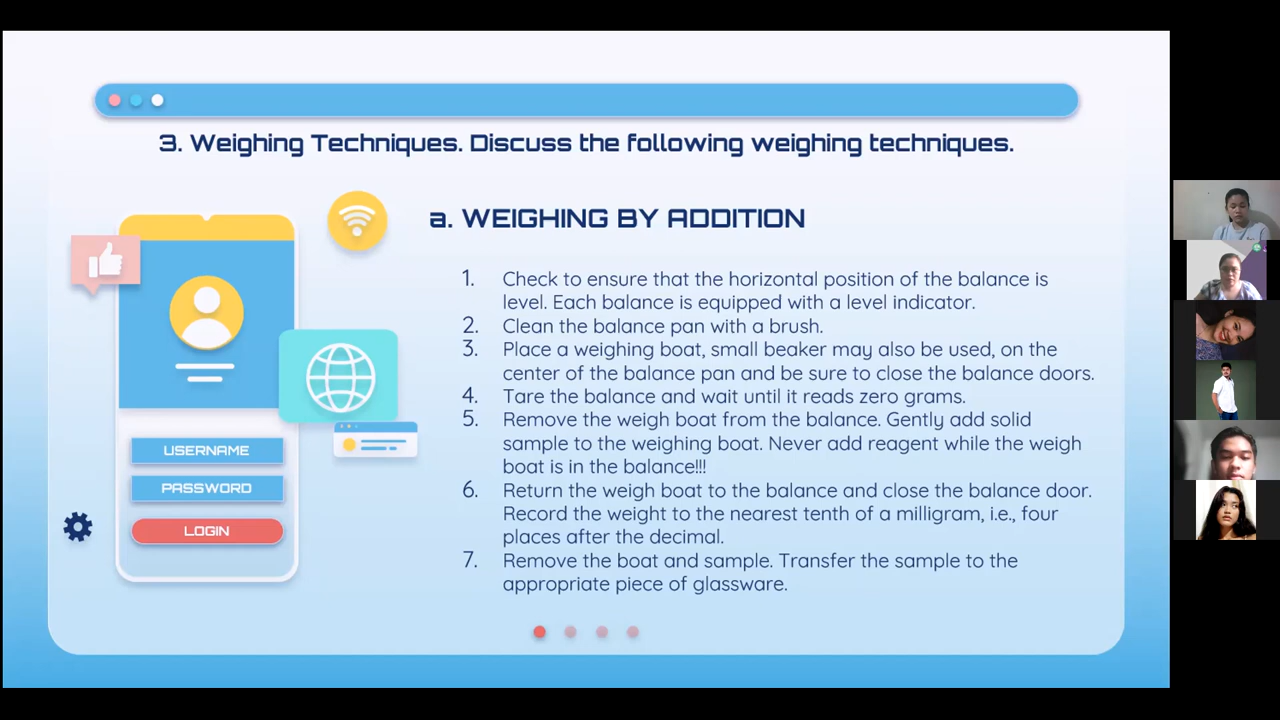 3. Weighing Techniques. Discuss the following weighing techniques.
a. WEIGHING BY ADDITION
1. Check to ensure that the horizontal position of the balance is
level. Each balance is equipped with a level indicator.
2. Clean the balance pan with a brush.
3. Place a weighing boat, small beaker may also be used, on the
center of the balance pan and be sure to close the balance doors.
4. Tare the balance and wait until it reads zero grams.
5. Remove the weigh boat from the balance. Gently add solid
sample to the weighing boat. Never add reagent while the weigh
boat is in the balance!!!
6. Return the weigh boat to the balance and close the balance door.
Record the weight to the nearest tenth of a milligram, i.e., four
places after the decimal.
7. Remove the boat and sample. Transfer the sample to the
appropriate piece of glassware.
USERNAME
PASSWORD
LOGIN